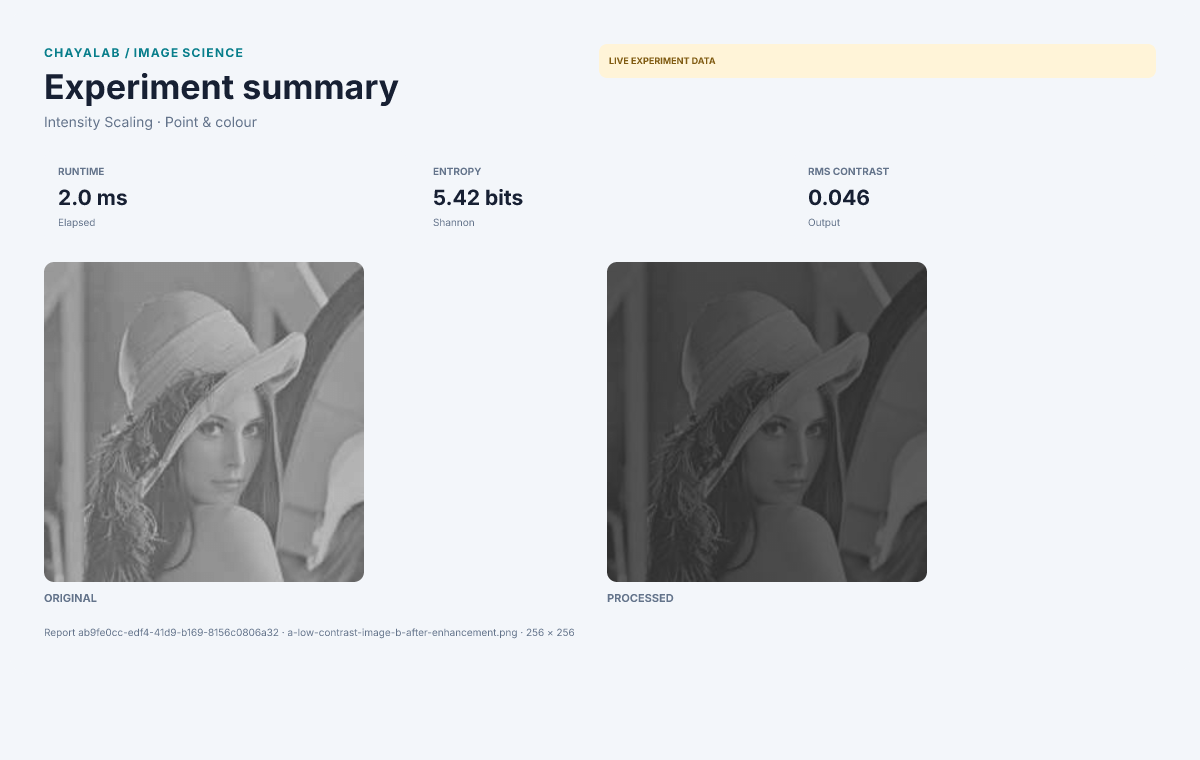 CHAYALAB / IMAGE SCIENCE
Experiment summary
Intensity Scaling · Point & colour
LIVE EXPERIMENT DATA
RUNTIME
2.0 ms
Elapsed
ENTROPY
5.42 bits
Shannon
RMS CONTRAST
0.046
Output
ORIGINAL
PROCESSED
Report ab9fe0cc-edf4-41d9-b169-8156c0806a32 · a-low-contrast-image-b-after-enhancement.png · 256 × 256